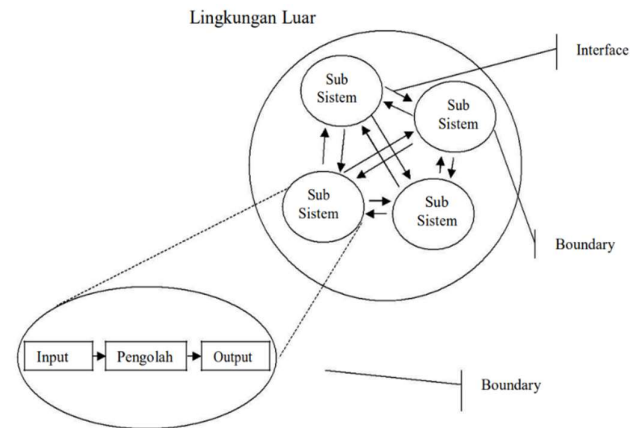 Lingkungan Luar
Interface
Sub
Sistem
Sub
Sistem
Sub
Sistem
Sub
Sistem
Boundary
Input
Pengolah
Output
Boundary